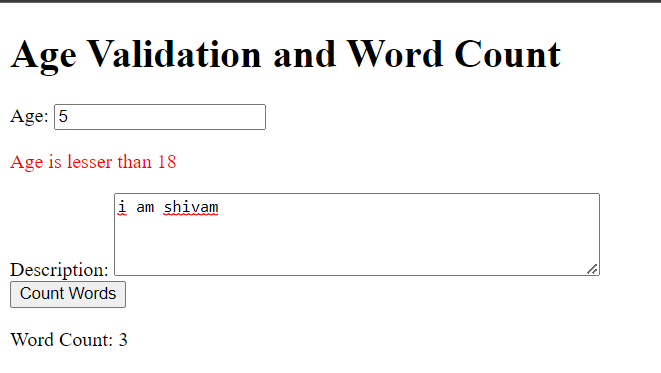 Age Validation and Word Count
Age: 5
Age is lesser than 18
i am shivam
Description:
Count Words
Word Count: 3